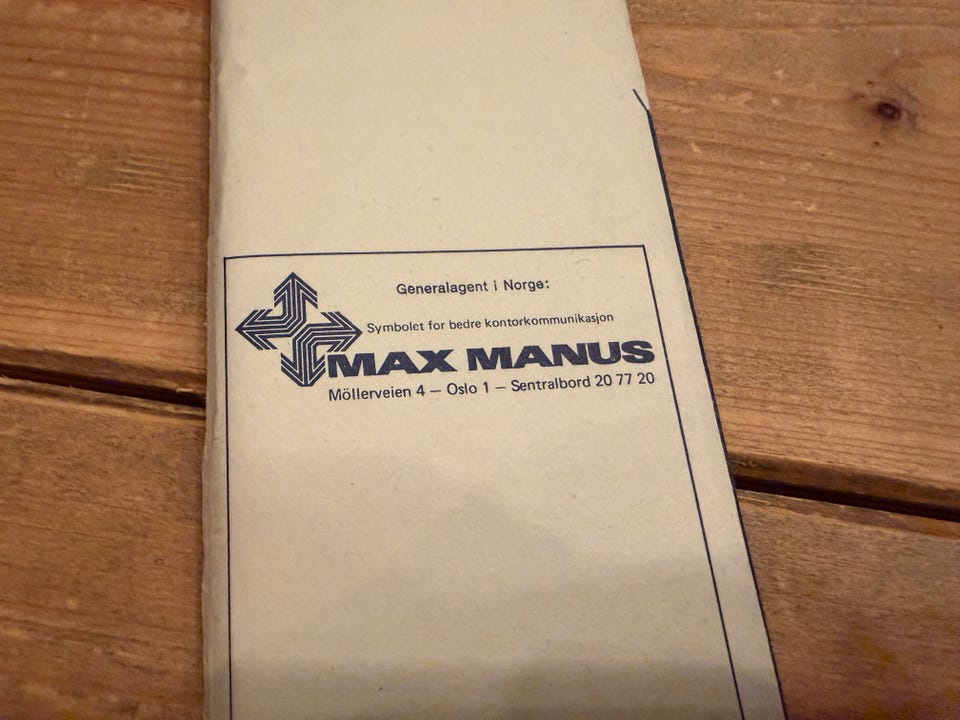 Generalagent i Norge:
Symbolet for bedre kontorkommunikasjon
MAX MANUS
Möllerveien 4 — Oslo 1 — Sentralbord 20 77 20